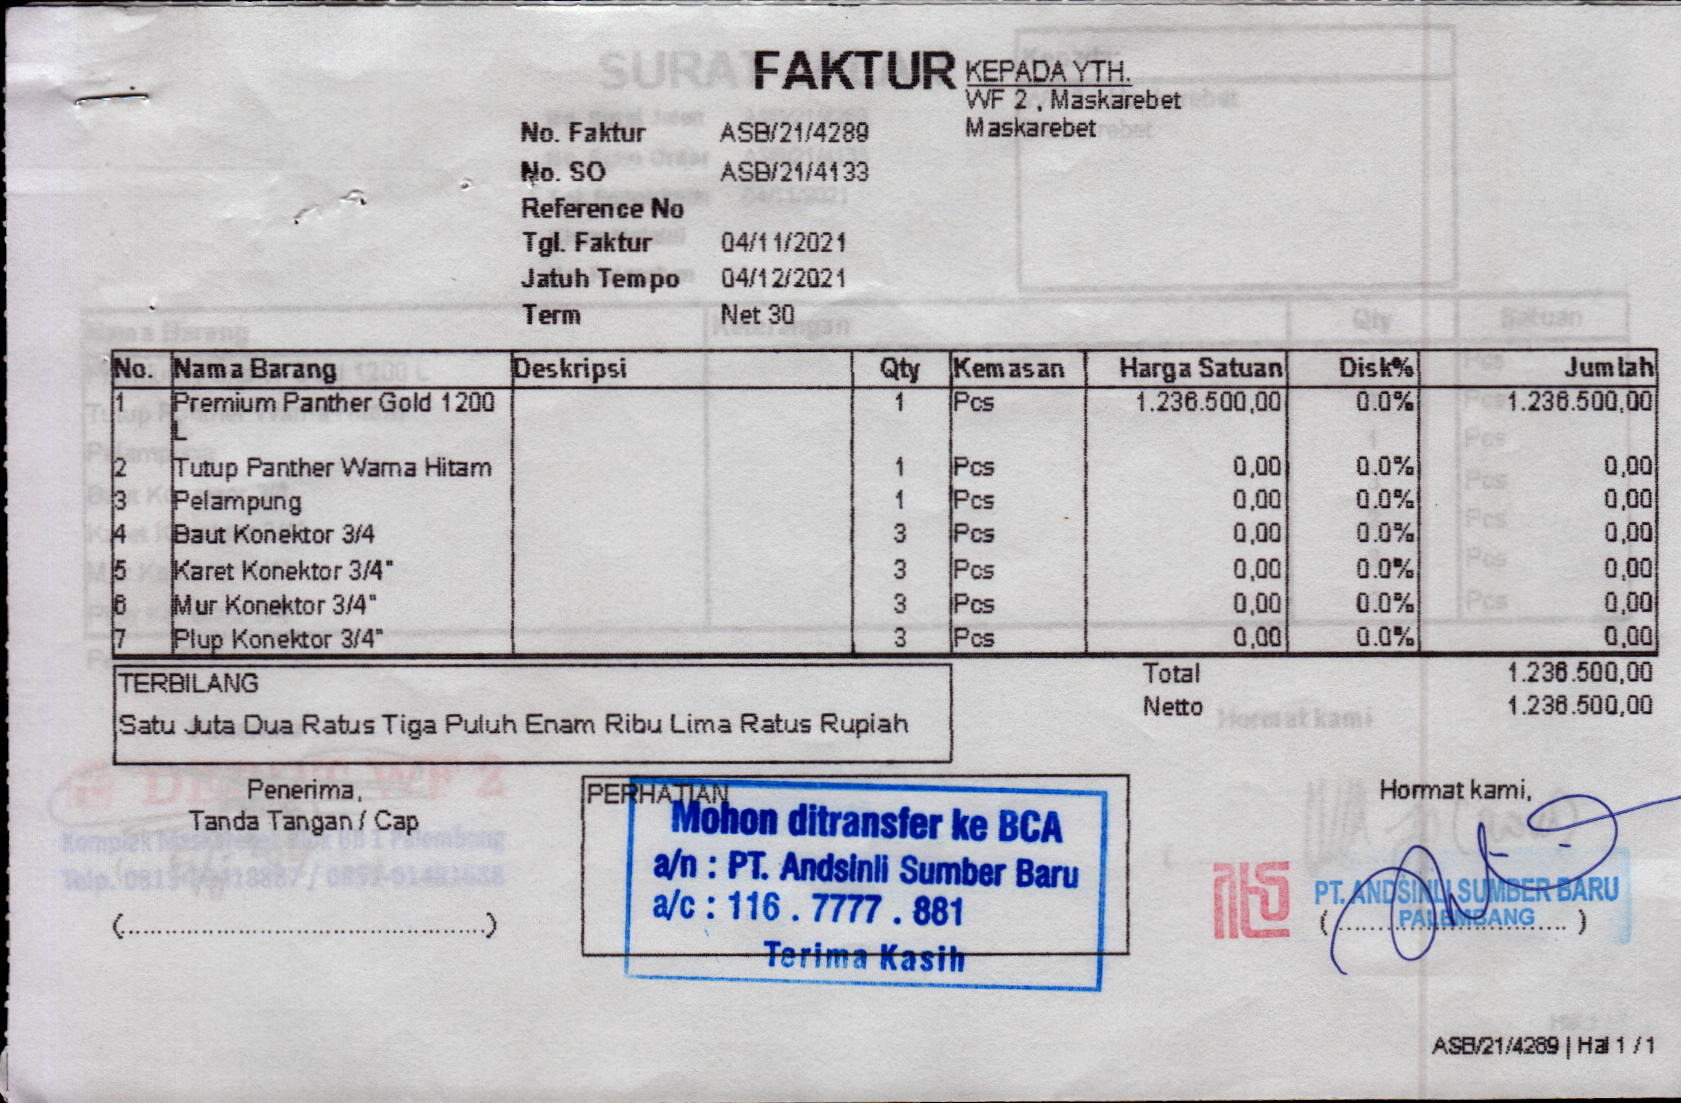 FAKTUR
KEPADA YTH.
WF 2 , Maskarebet
Maskarebet
No. Faktur ASB/21/4289
No. SO ASB/21/4133
Reference No
Tgl. Faktur 04/11/2021
Jatuh Tempo 04/12/2021
Term Net 30
No. Nama Barang Deskripsi Qty Kemasan Harga Satuan Disk% Jumlah
1 Premium Panther Gold 1200 1 Pcs 1.236.500,00 0.0% 1.236.500,00
L
2 Tutup Panther Warna Hitam 1 Pcs 0,00 0.0% 0,00
3 Pelampung 1 Pcs 0,00 0.0% 0,00
4 Baut Konektor 3/4 3 Pcs 0,00 0.0% 0,00
5 Karet Konektor 3/4" 3 Pcs 0,00 0.0% 0,00
6 Mur Konektor 3/4" 3 Pcs 0,00 0.0% 0,00
7 Plup Konektor 3/4" 3 Pcs 0,00 0.0% 0,00
Total 1.236.500,00
Netto 1.236.500,00
TERBILANG
Satu Juta Dua Ratus Tiga Puluh Enam Ribu Lima Ratus Rupiah
Penerima,
Tanda Tangan / Cap
(..............................................)
PERHATIAN
Mohon ditransfer ke BCA
a/n : PT. Andsinli Sumber Baru
a/c : 116 . 7777 . 881
Terima Kasih
Hormat kami,
PT. ANDSINLI SUMBER BARU
PALEMBANG
(..............................)
ASB/21/4289 | Hal 1 / 1